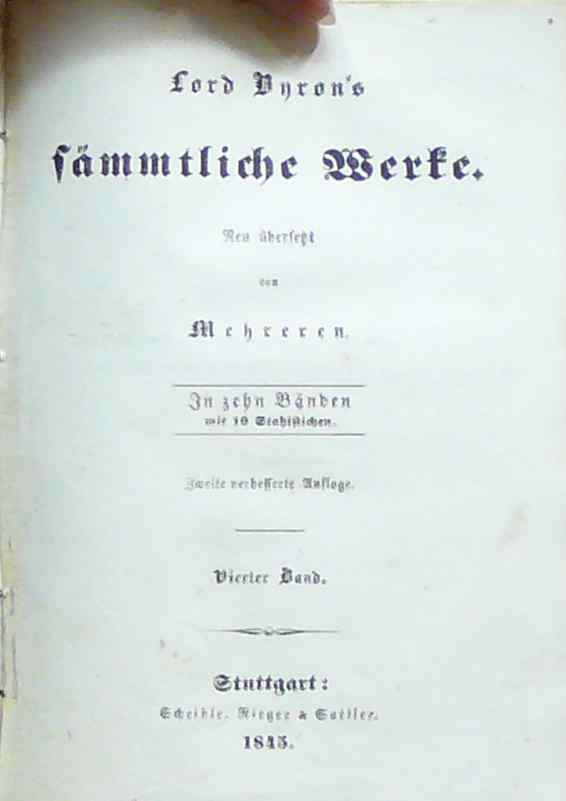 Lord Byron's
sämmtliche Werke.
Neu übersetzt
von
Mehreren.
In zehn Bänden
mit 10 Stahlstichen.
Zweite verbesserte Auflage.
Vierter Band.
Stuttgart:
Scheible, Rieger & Sattler.
1845.